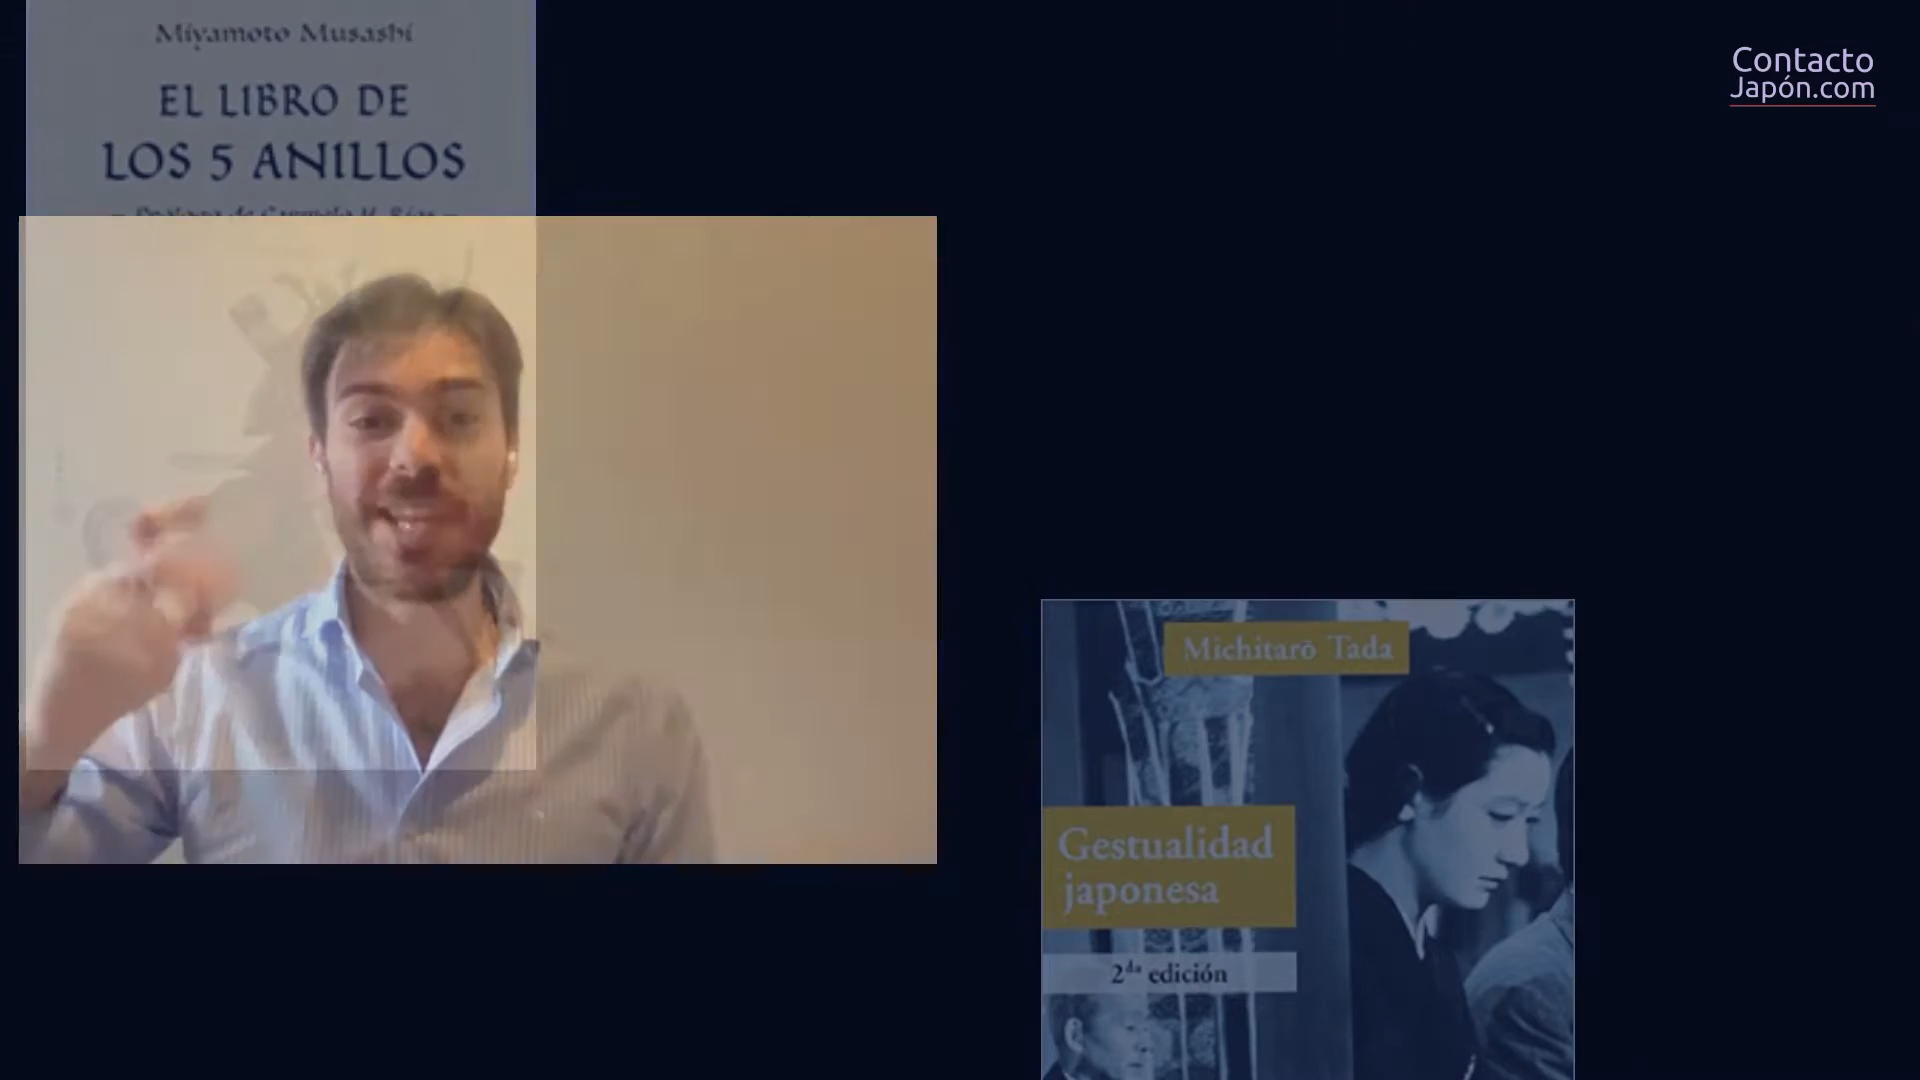 Miyamoto Musashi
EL LIBRO DE
LOS 5 ANILLOS
Contacto
Japón.com
Michitarō Tada
Gestualidad
japonesa
2da edición